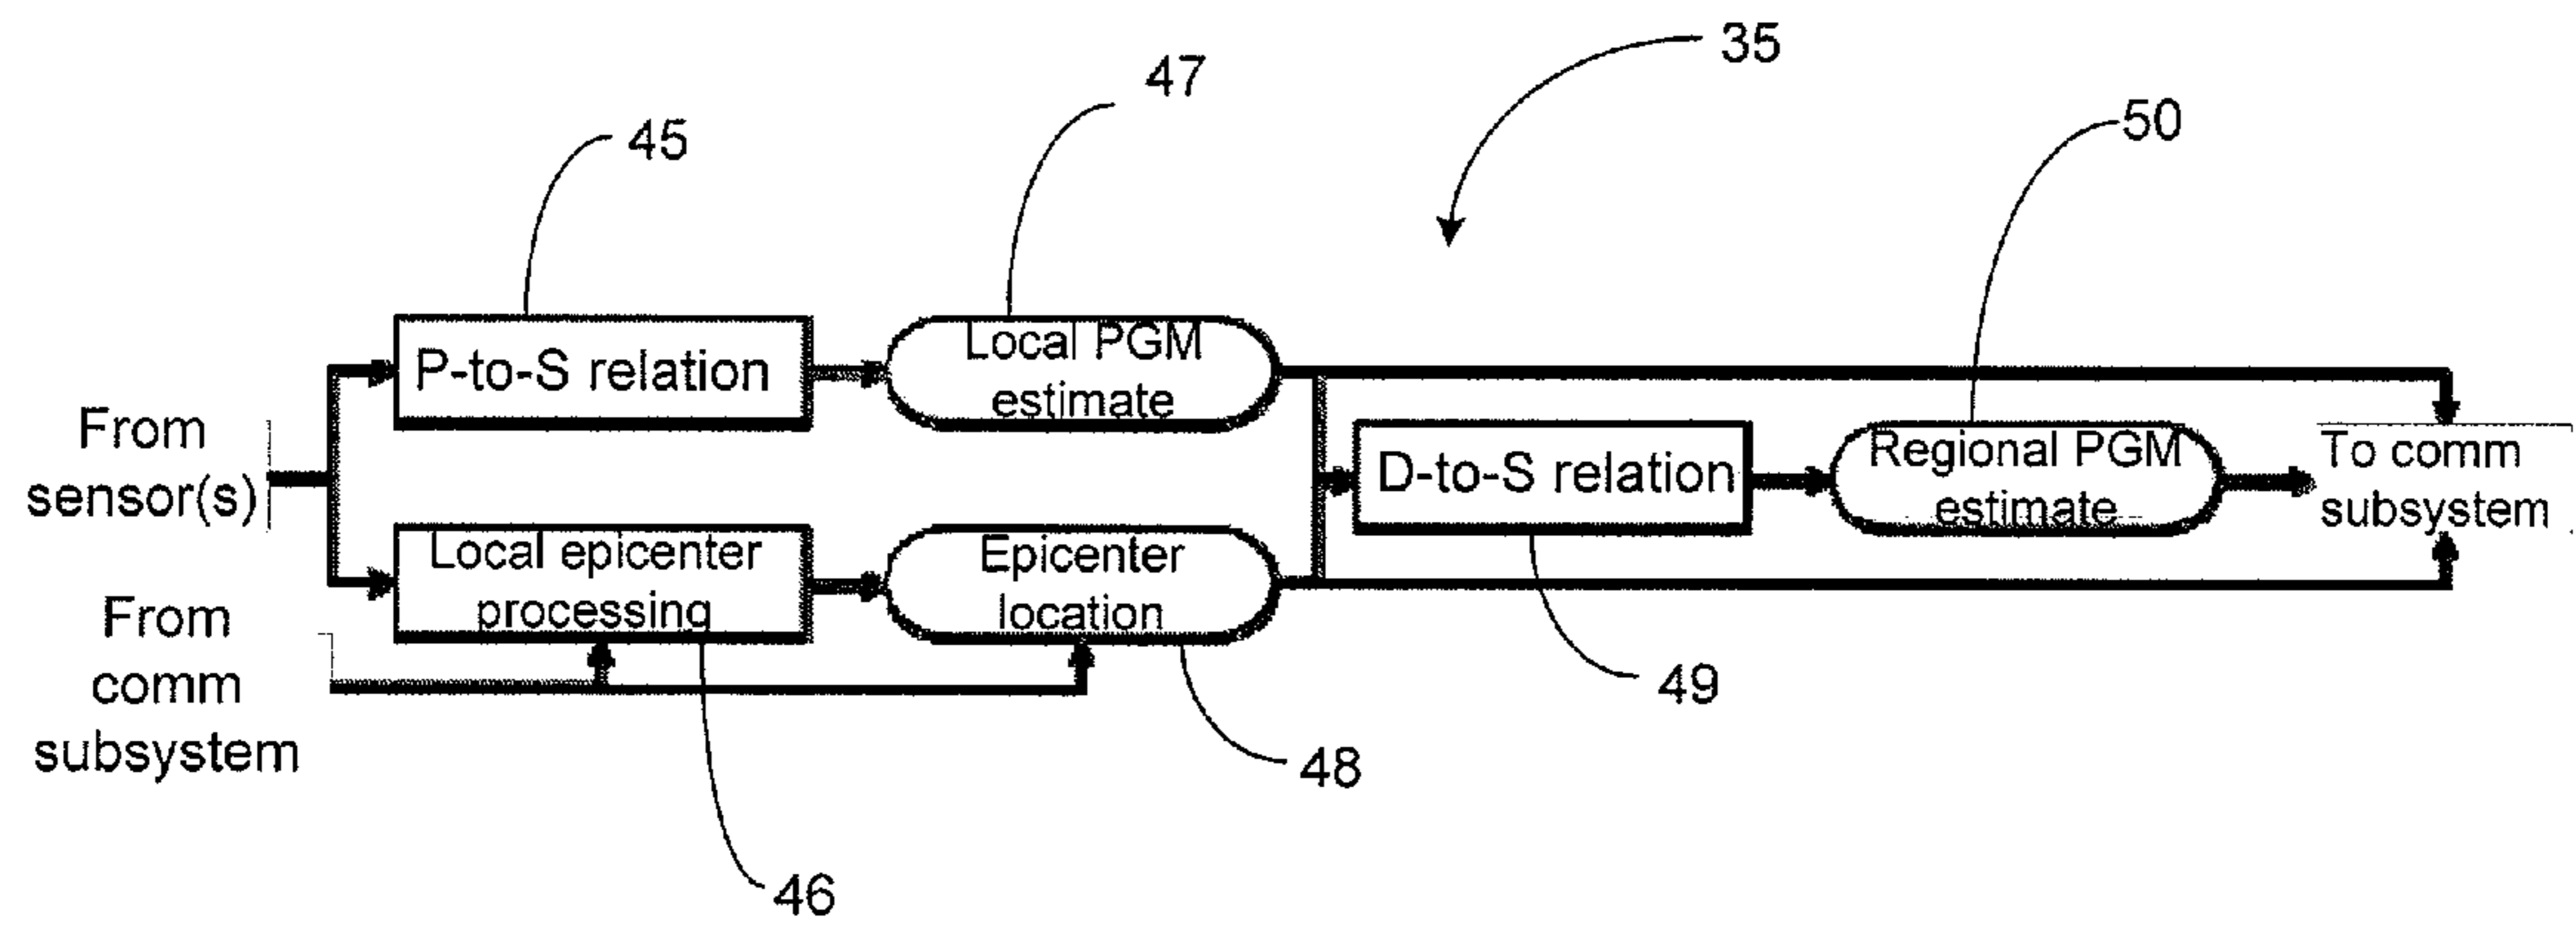 35
47
50
45
P-to-S relation
Local PGM
estimate
From
sensor(s)
D-to-S relation
Regional PGM
estimate
To comm
subsystem
Local epicenter
processing
Epicenter
location
From
comm
subsystem
49
48
46